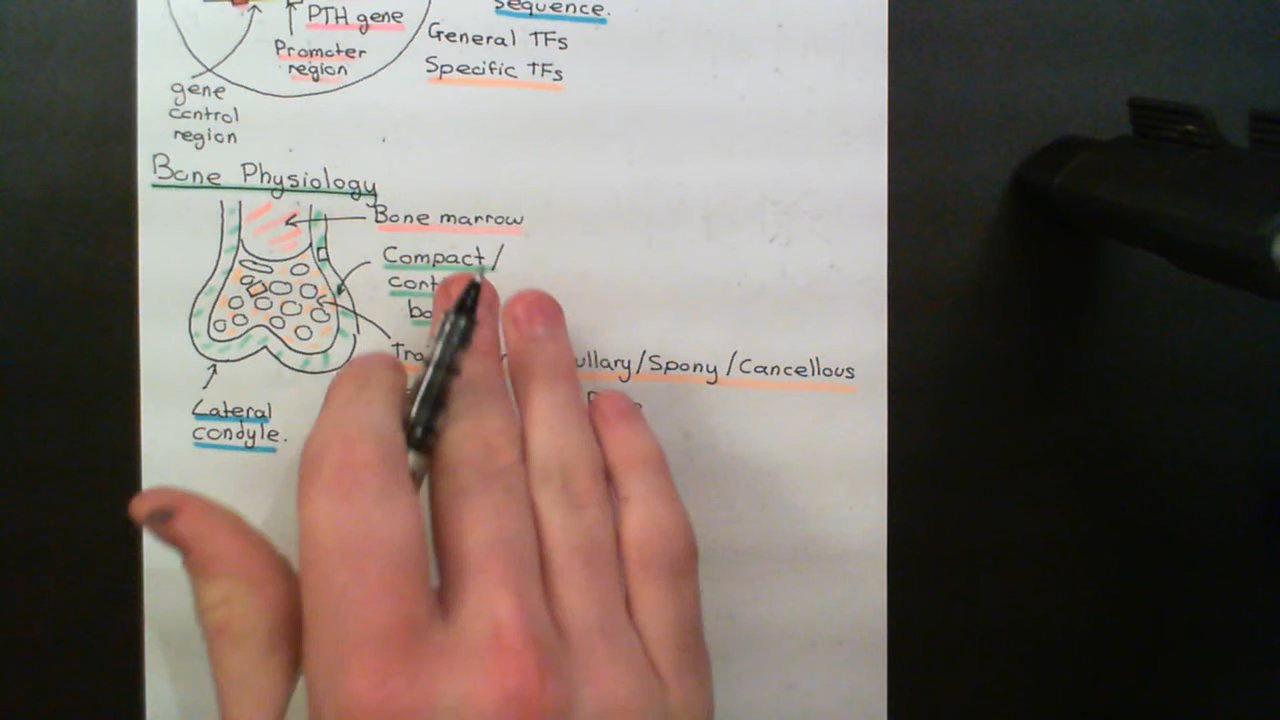 sequence.
PTH gene
General TFs
Promoter
region
Specific TFs
gene
control
region
Bone Physiology
Bone marrow
Compact/
/Spony/Cancellous
Lateral
condyle.